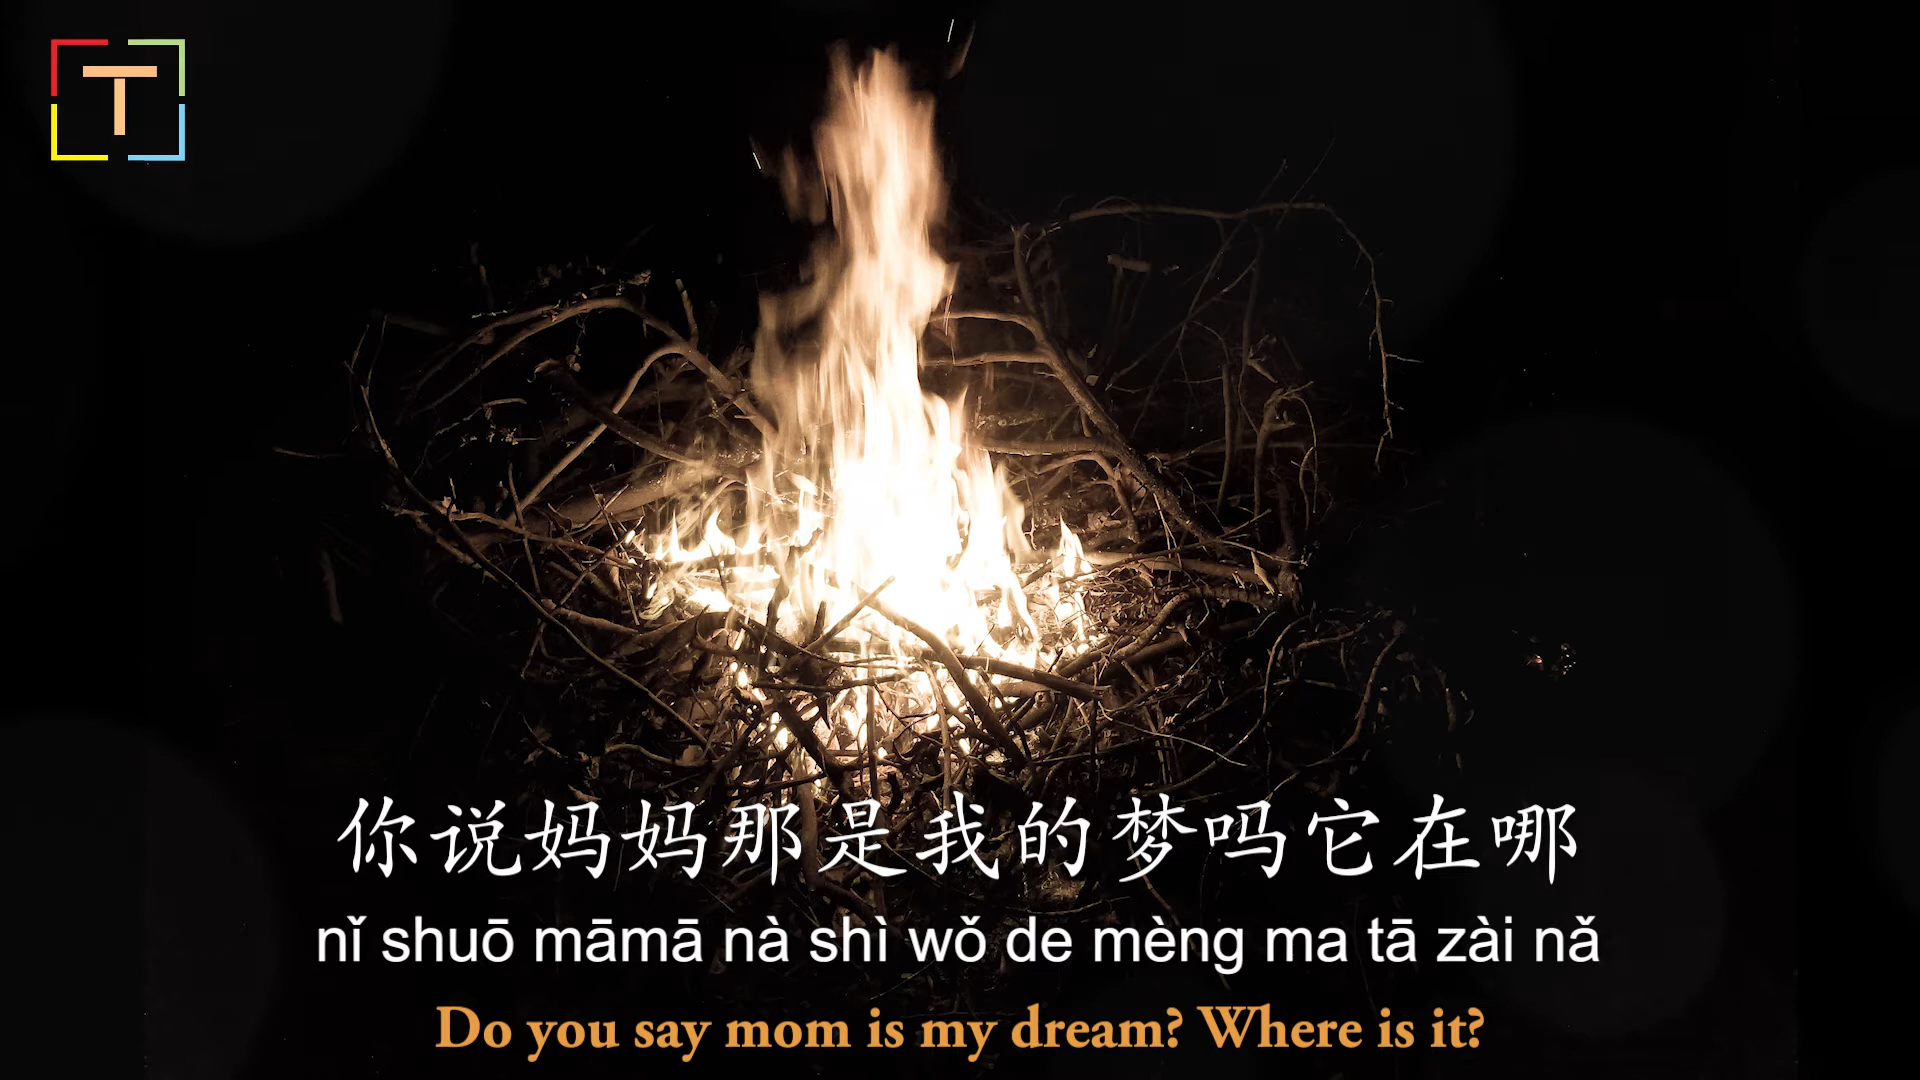 T
你说妈妈那是我的梦吗它在哪
nǐ shuō māmā nà shì wǒ de mèng ma tā zài nǎ
Do you say mom is my dream? Where is it?